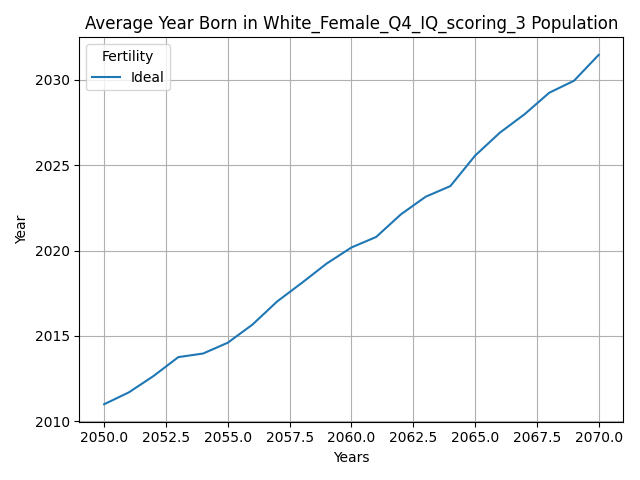 Average Year Born in White_Female_Q4_IQ_scoring_3 Population
Fertility
Ideal
Year
2030
2025
2020
2015
2010
2050.0 2052.5 2055.0 2057.5 2060.0 2062.5 2065.0 2067.5 2070.0
Years